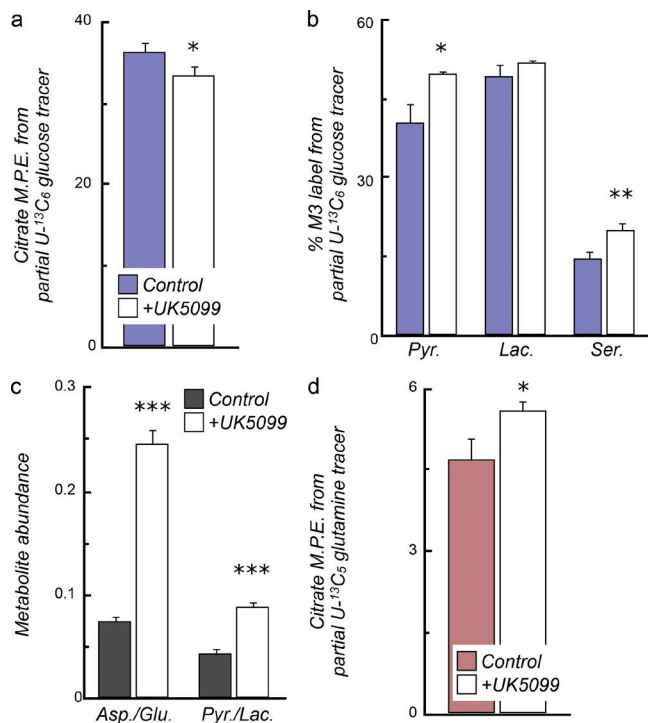 a
Citrate M.P.E. from
partial U-¹³C₆ glucose tracer
40
20
0
Control
+UK5099
*
b
% M3 label from
partial U-¹³C₆ glucose tracer
60
30
0
*
**
Pyr.
Lac.
Ser.
c
Metabolite abundance
0.3
0.2
0.1
0
***
***
Control
+UK5099
Asp./Glu.
Pyr./Lac.
d
Citrate M.P.E. from
partial U-¹³C₅ glutamine tracer
6
3
0
*
Control
+UK5099